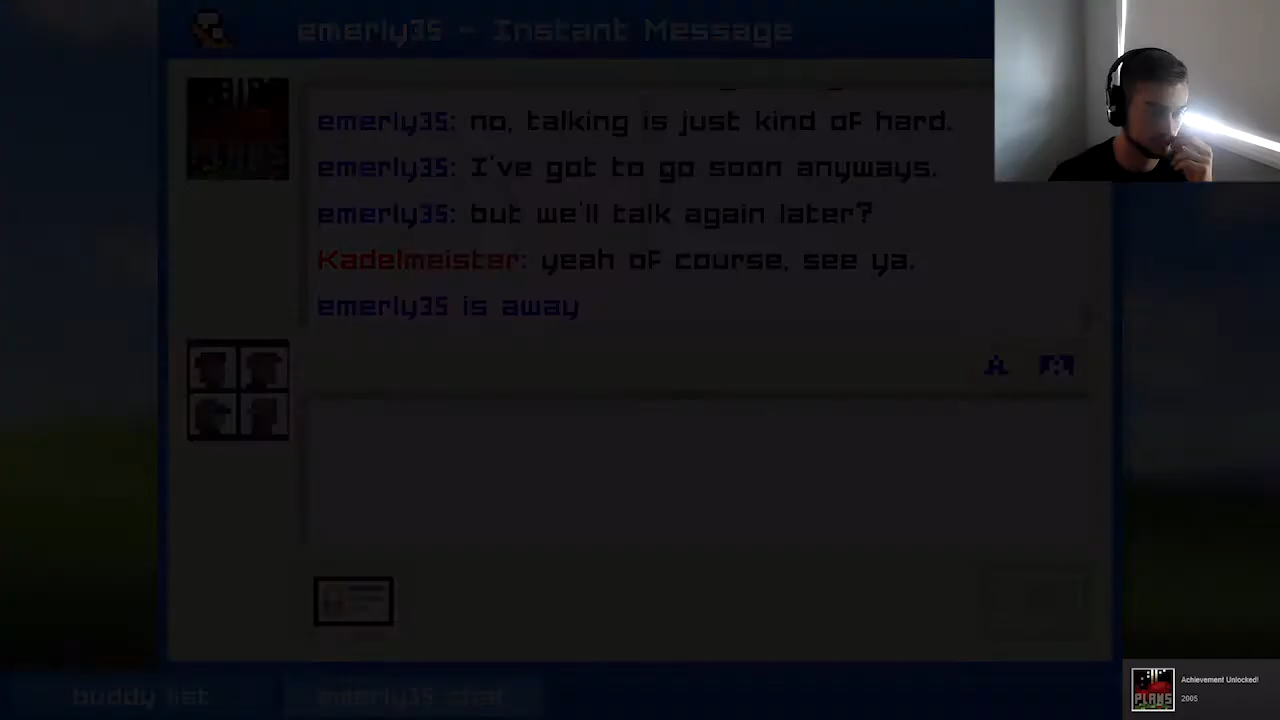 emerly35 - Instant Message
emerly35: no, talking is just kind of hard.
emerly35: I've got to go soon anyways.
emerly35: but we'll talk again later?
Kadelmeister: yeah of course, see ya.
emerly35 is away
A
buddy list
emerly35 chat
Achievement Unlocked!
2005
PLANS